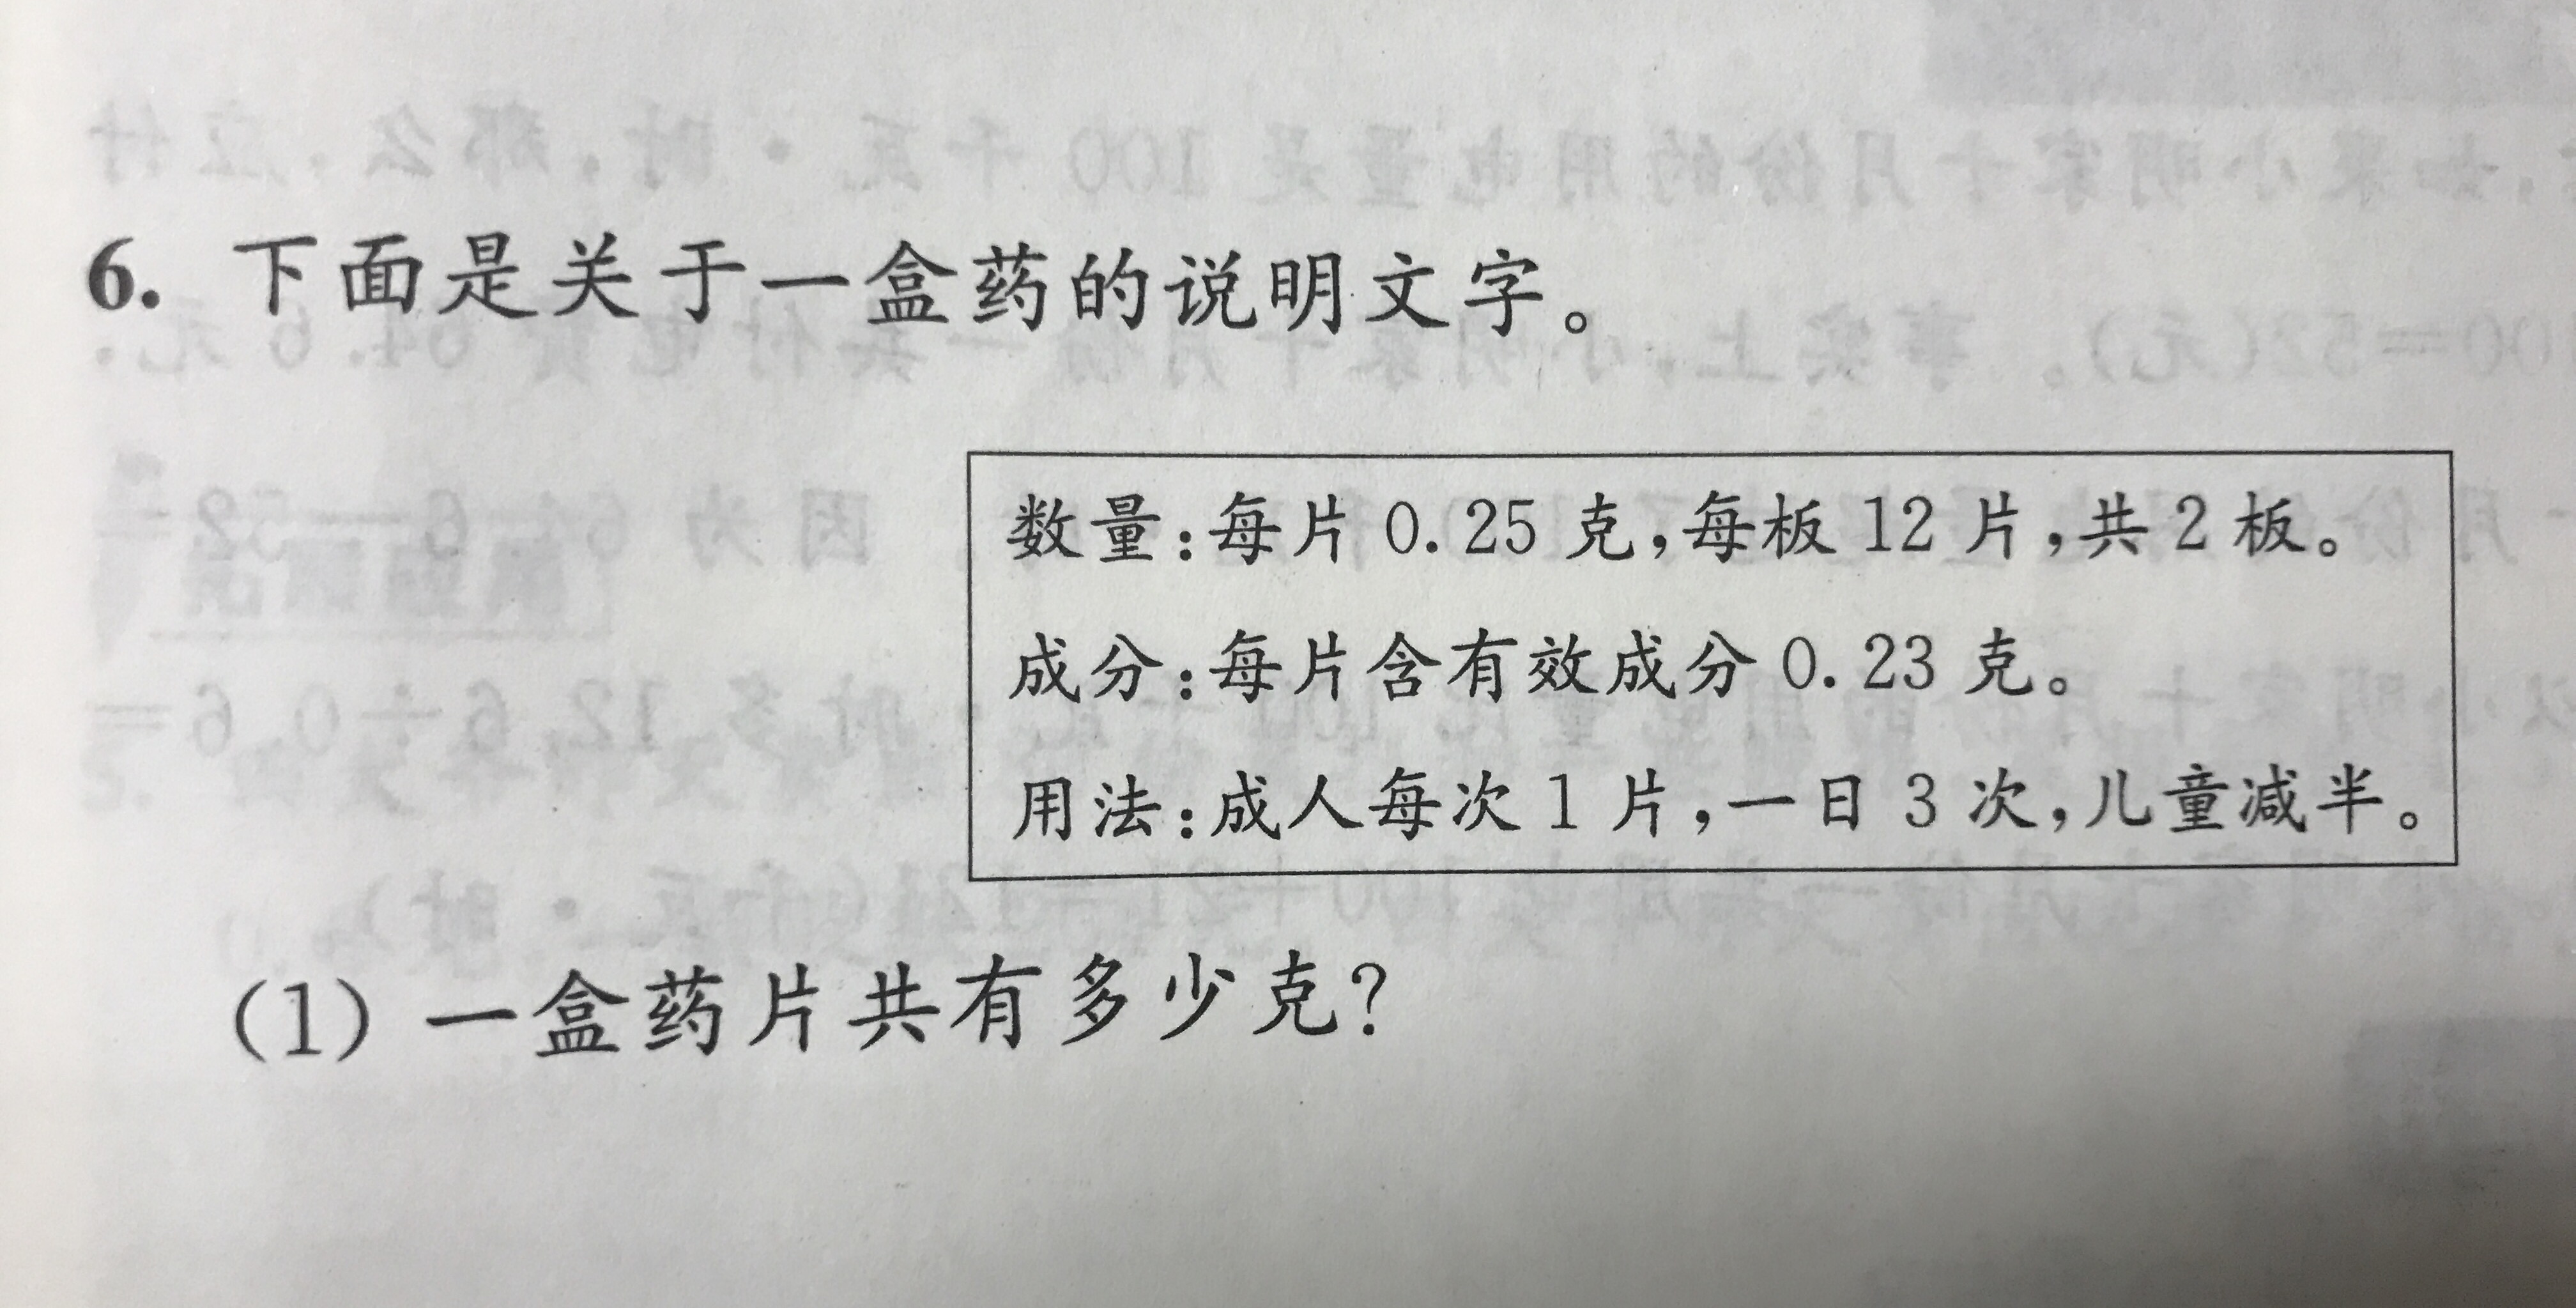 6. 下面是关于一盒药的说明文字。
数量:每片 0.25 克,每板 12 片,共 2 板。
成分:每片含有效成分 0.23 克。
用法:成人每次 1 片,一日 3 次,儿童减半。
(1) 一盒药片共有多少克?